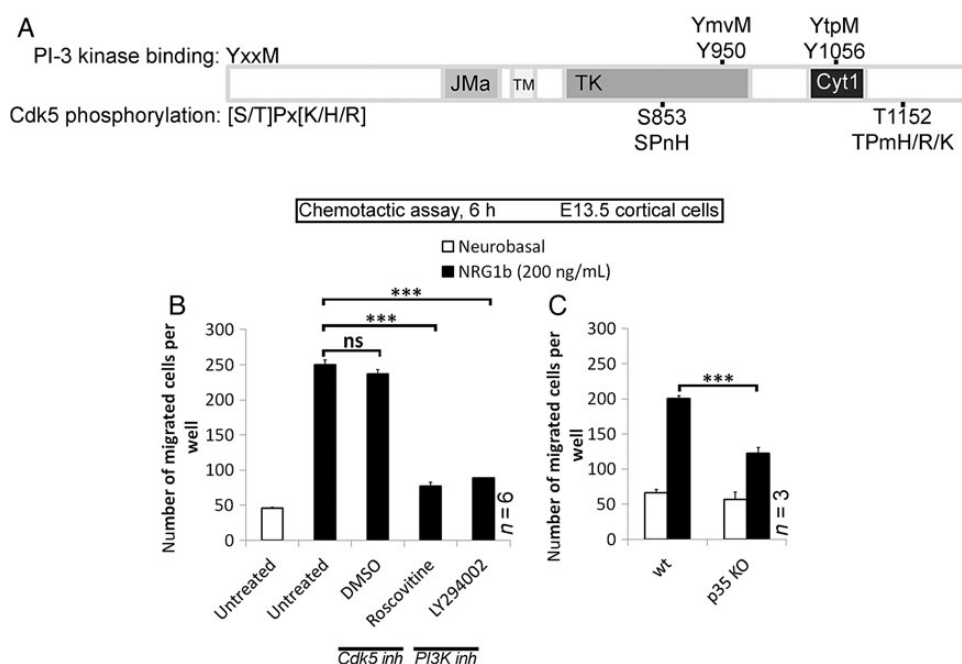 A
YmvM
YtpM
PI-3 kinase binding: YxxM
Y950
Y1056
JMa
TM
TK
Cyt1
Cdk5 phosphorylation: [S/T]Px[K/H/R]
S853
T1152
SPnH
TPmH/R/K
Chemotactic assay, 6 h E13.5 cortical cells
Neurobasal
NRG1b (200 ng/mL)
B
***
***
ns
Number of migrated cells per
well
300
250
200
150
100
50
0
n = 6
Untreated
Untreated
DMSO
Roscovitine
LY294002
Cdk5 inh
PI3K inh
C
***
Number of migrated cells per
well
300
250
200
150
100
50
0
n = 3
wt
p35 KO